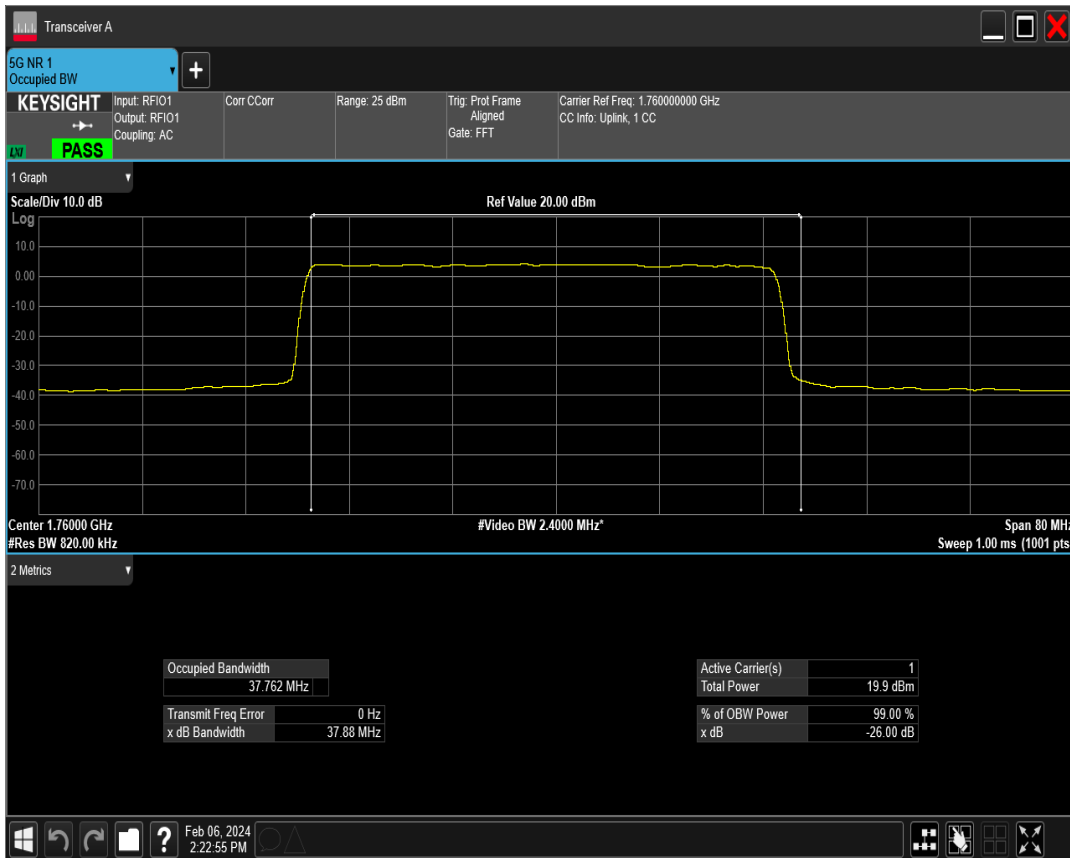 Transceiver A
5G NR 1
Occupied BW
KEYSIGHT
LXI
PASS
Input: RFIO1
Output: RFIO1
Coupling: AC
Corr CCorr
Range: 25 dBm
Trig: Prot Frame
Aligned
Gate: FFT
Carrier Ref Freq: 1.760000000 GHz
CC Info: Uplink, 1 CC
1 Graph
Scale/Div 10.0 dB
Ref Value 20.00 dBm
Log
10.0
0.00
-10.0
-20.0
-30.0
-40.0
-50.0
-60.0
-70.0
Center 1.76000 GHz
#Video BW 2.4000 MHz*
Span 80 MHz
#Res BW 820.00 kHz
Sweep 1.00 ms (1001 pts
2 Metrics
Occupied Bandwidth
37.762 MHz
Transmit Freq Error 0 Hz
x dB Bandwidth 37.88 MHz
Active Carrier(s) 1
Total Power 19.9 dBm
% of OBW Power 99.00 %
x dB -26.00 dB
?
Feb 06, 2024
2:22:55 PM